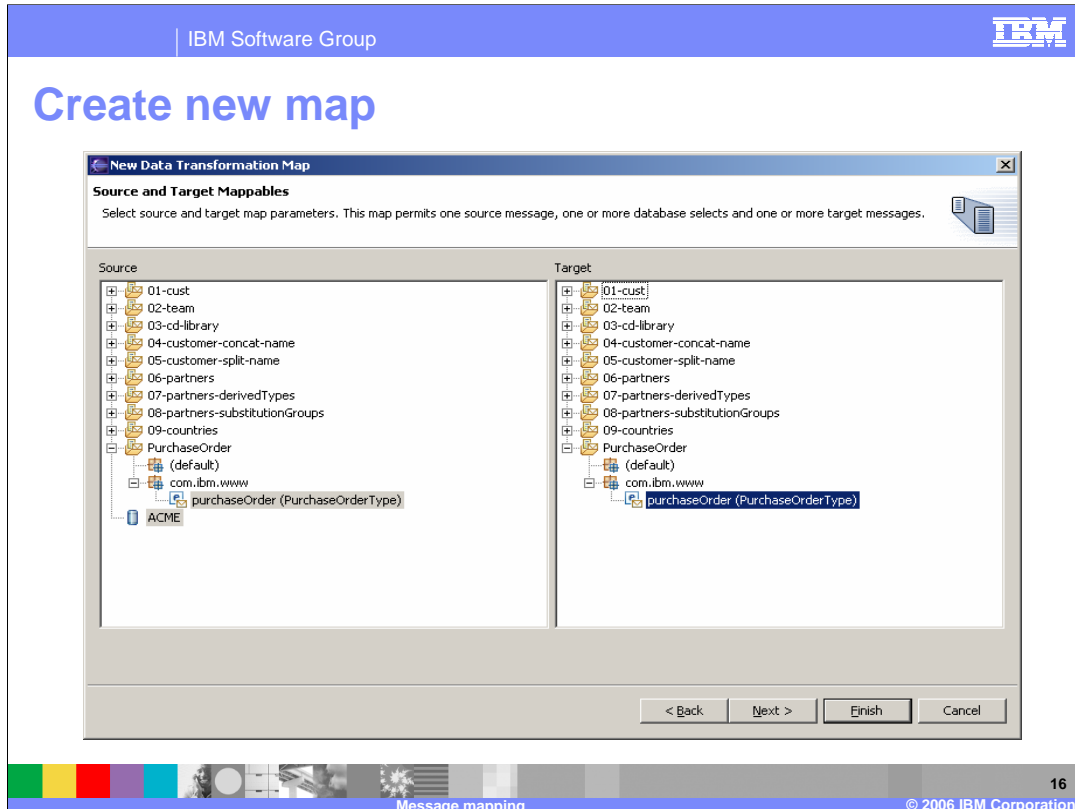 IBM Software Group
IBM
Create new map
New Data Transformation Map
Source and Target Mappables
Select source and target map parameters. This map permits one source message, one or more database selects and one or more target messages.
Source
01-cust
02-team
03-cd-library
04-customer-concat-name
05-customer-split-name
06-partners
07-partners-derivedTypes
08-partners-substitutionGroups
09-countries
PurchaseOrder
(default)
com.ibm.www
purchaseOrder (PurchaseOrderType)
ACME
Target
01-cust
02-team
03-cd-library
04-customer-concat-name
05-customer-split-name
06-partners
07-partners-derivedTypes
08-partners-substitutionGroups
09-countries
PurchaseOrder
(default)
com.ibm.www
purchaseOrder (PurchaseOrderType)
< Back
Next >
Finish
Cancel
16
Message mapping
© 2006 IBM Corporation